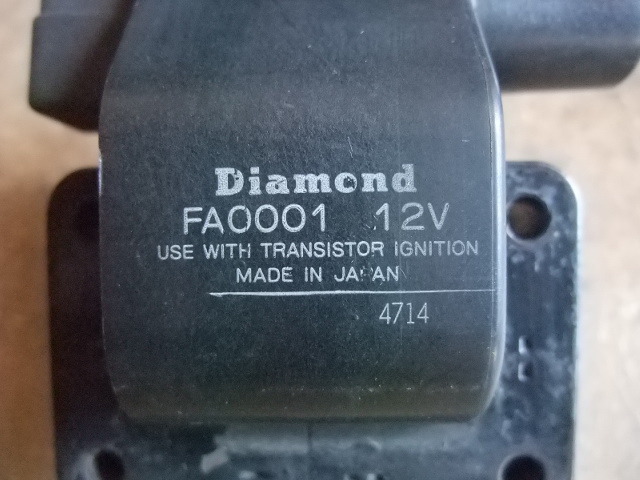 Diamond
FA0001 12V
USE WITH TRANSISTOR IGNITION
MADE IN JAPAN
4714